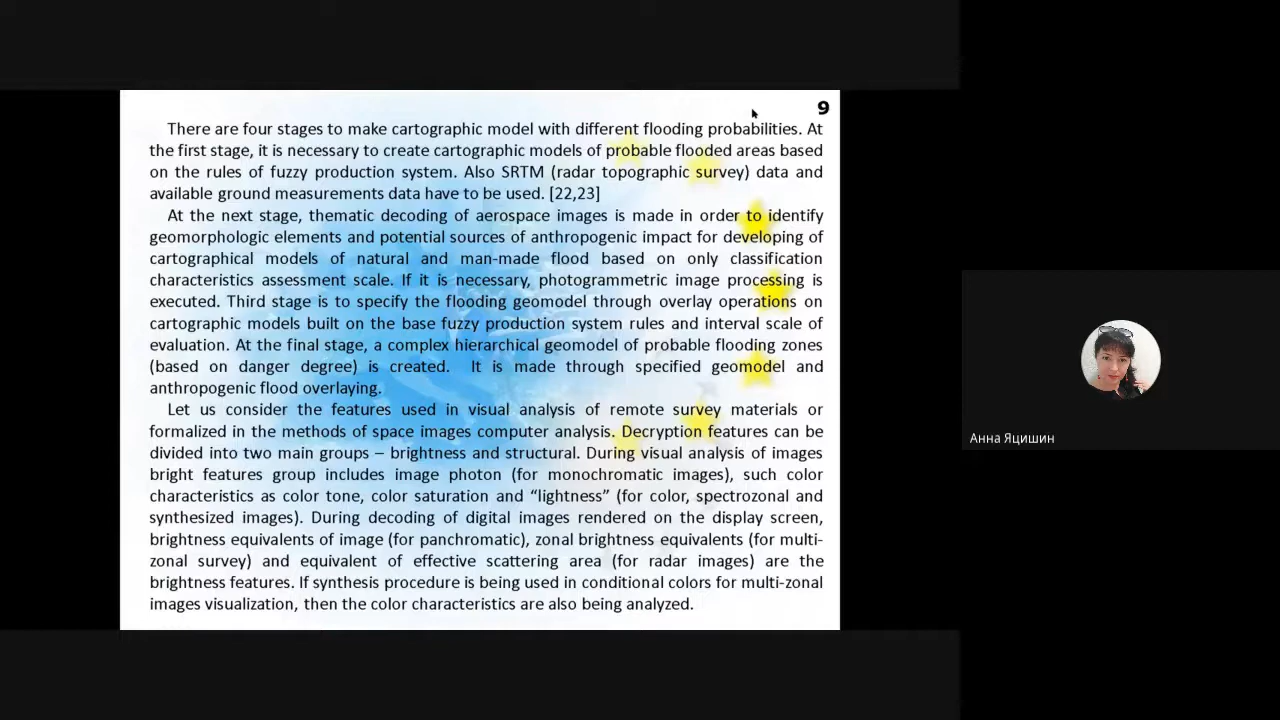 9
There are four stages to make cartographic model with different flooding probabilities. At
the first stage, it is necessary to create cartographic models of probable flooded areas based
on the rules of fuzzy production system. Also SRTM (radar topographic survey) data and
available ground measurements data have to be used. [22,23]
At the next stage, thematic decoding of aerospace images is made in order to identify
geomorphologic elements and potential sources of anthropogenic impact for developing of
cartographical models of natural and man-made flood based on only classification
characteristics assessment scale. If it is necessary, photogrammetric image processing is
executed. Third stage is to specify the flooding geomodel through overlay operations on
cartographic models built on the base fuzzy production system rules and interval scale of
evaluation. At the final stage, a complex hierarchical geomodel of probable flooding zones
(based on danger degree) is created. It is made through specified geomodel and
anthropogenic flood overlaying.
Let us consider the features used in visual analysis of remote survey materials or
formalized in the methods of space images computer analysis. Decryption features can be
divided into two main groups – brightness and structural. During visual analysis of images
bright features group includes image photon (for monochromatic images), such color
characteristics as color tone, color saturation and “lightness” (for color, spectrozonal and
synthesized images). During decoding of digital images rendered on the display screen,
brightness equivalents of image (for panchromatic), zonal brightness equivalents (for multi-
zonal survey) and equivalent of effective scattering area (for radar images) are the
brightness features. If synthesis procedure is being used in conditional colors for multi-zonal
images visualization, then the color characteristics are also being analyzed.
Анна Яцишин